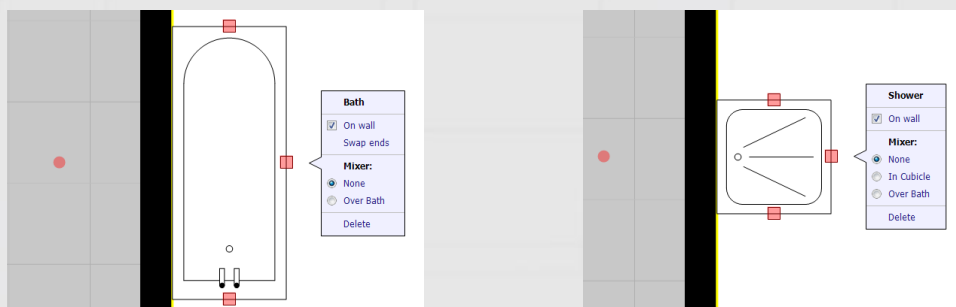 Bath
On wall
Swap ends
Mixer:
None
Over Bath
Delete
Shower
On wall
Mixer:
None
In Cubicle
Over Bath
Delete